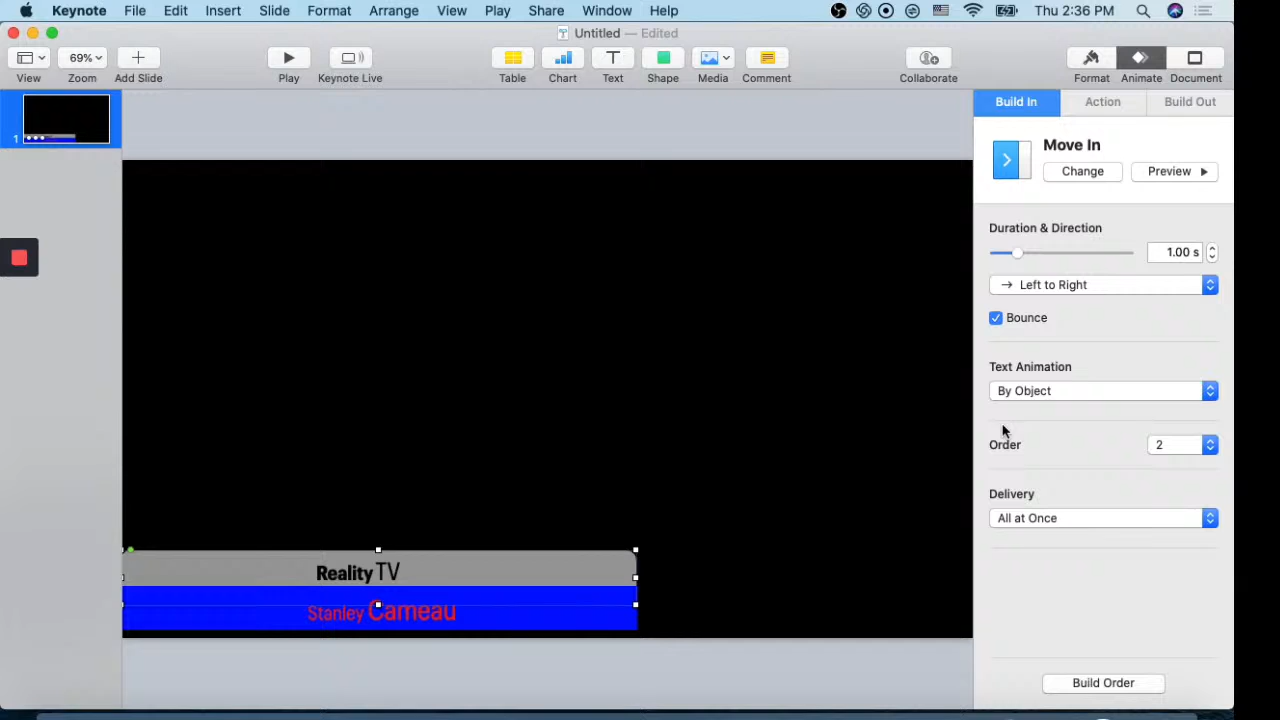 Keynote File Edit Insert Slide Format Arrange View Play Share Window Help Thu 2:36 PM
Untitled — Edited
69%
View Zoom Add Slide Play Keynote Live Table Chart Text Shape Media Comment Collaborate Format Animate Document
Build In Action Build Out
1
Move In
Change Preview
Duration & Direction
1.00 s
Left to Right
Bounce
Text Animation
By Object
Order 2
Delivery
All at Once
Reality TV
Stanley Cameau
Build Order